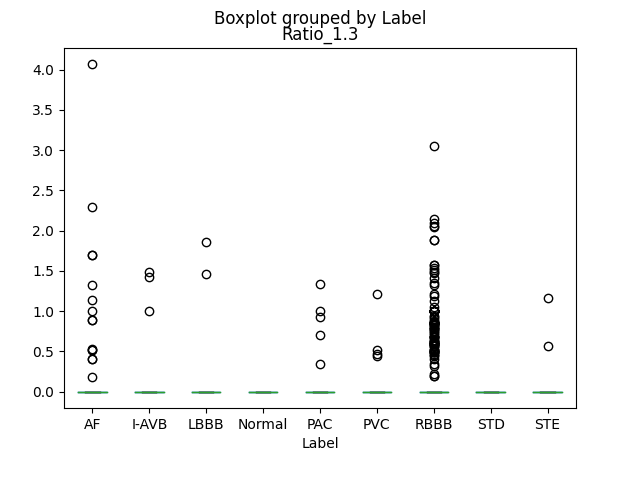 Boxplot grouped by Label
Ratio_1.3
4.0
3.5
3.0
2.5
2.0
1.5
1.0
0.5
0.0
AF I-AVB LBBB Normal PAC PVC RBBB STD STE
Label